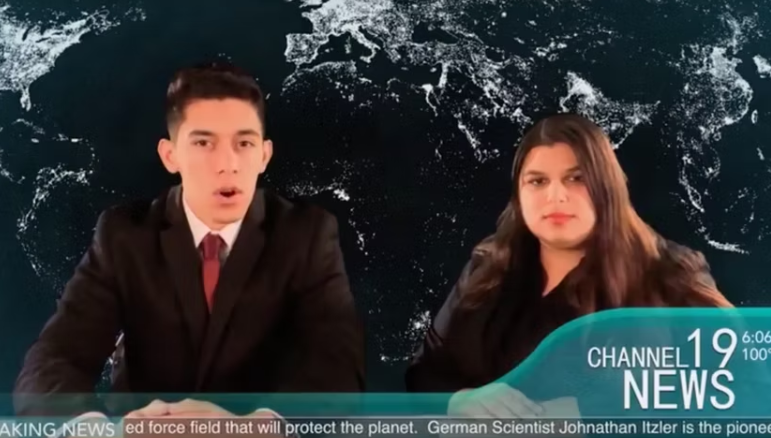 CHANNEL 19
NEWS
6:06
100°
AKING NEWS
ed force field that will protect the planet. German Scientist Johnathan Itzler is the pionee